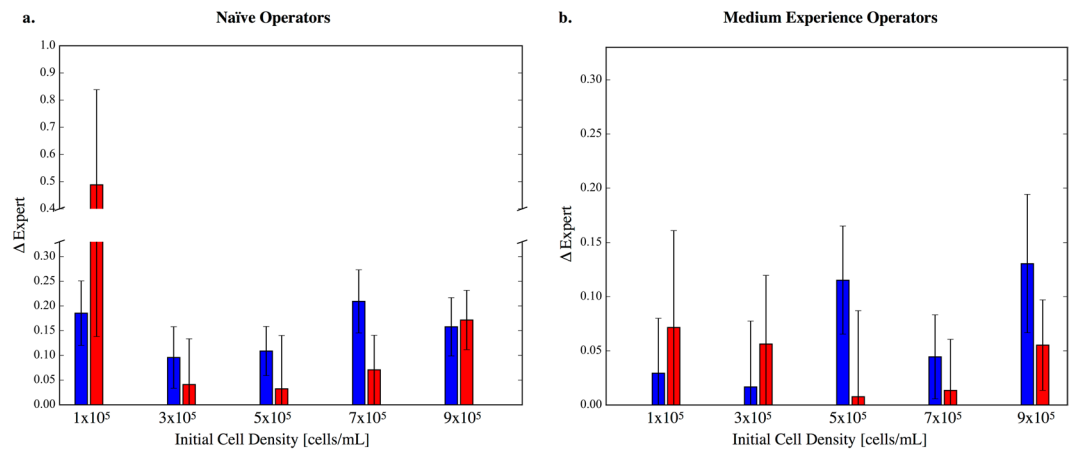 a.
Naïve Operators
1.0
0.9
0.8
0.7
0.6
0.5
0.4
0.30
0.25
0.20
0.15
0.10
0.05
0.00
Δ Expert
1x10⁵ 3x10⁵ 5x10⁵ 7x10⁵ 9x10⁵
Initial Cell Density [cells/mL]
b.
Medium Experience Operators
0.30
0.25
0.20
0.15
0.10
0.05
0.00
Δ Expert
1x10⁵ 3x10⁵ 5x10⁵ 7x10⁵ 9x10⁵
Initial Cell Density [cells/mL]